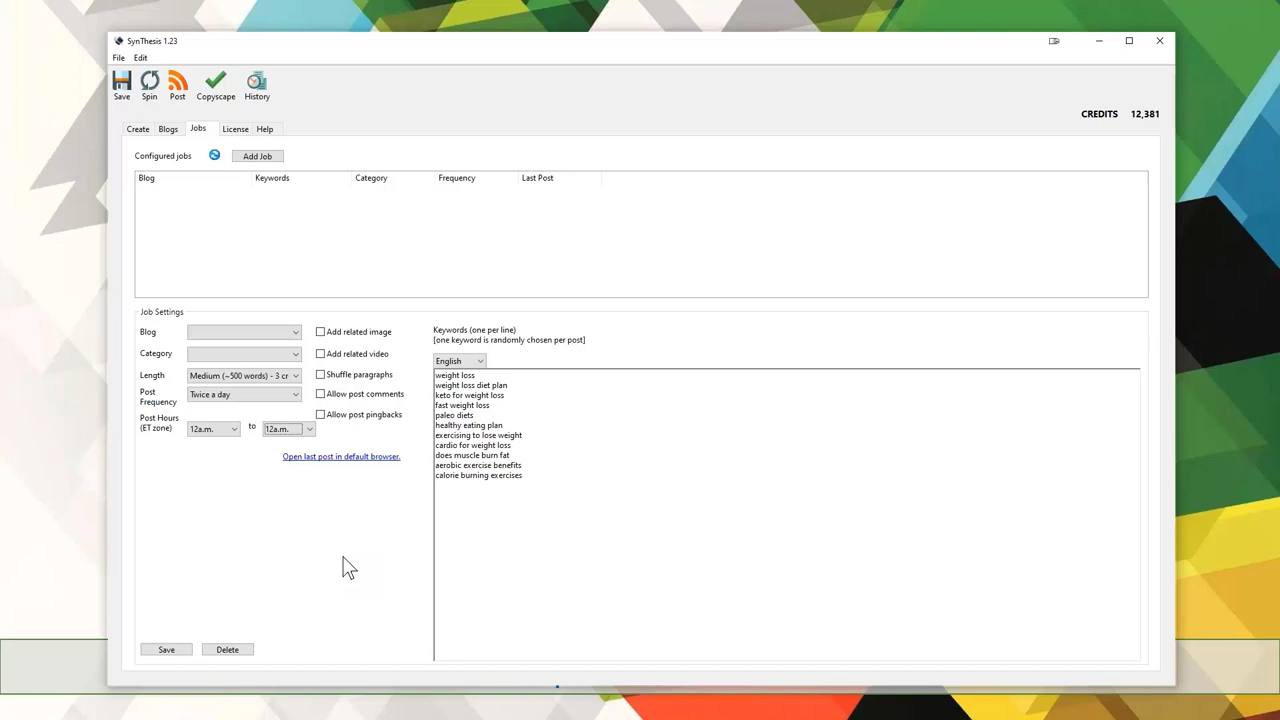 SynThesis 1.23
File Edit
Save Spin Post Copyscape History
CREDITS 12,381
Create Blogs Jobs License Help
Configured jobs Add Job
Blog Keywords Category Frequency Last Post
Job Settings
Blog
Add related image
Category
Add related video
Length Medium (~500 words) - 3 cr
Shuffle paragraphs
Post Frequency Twice a day
Allow post comments
Allow post pingbacks
Post Hours (ET zone) 12a.m. to 12a.m.
Open last post in default browser.
Keywords (one per line)
[one keyword is randomly chosen per post]
English
weight loss
weight loss diet plan
keto for weight loss
fast weight loss
paleo diets
healthy eating plan
exercising to lose weight
cardio for weight loss
does muscle burn fat
aerobic exercise benefits
calorie burning exercises
Save Delete